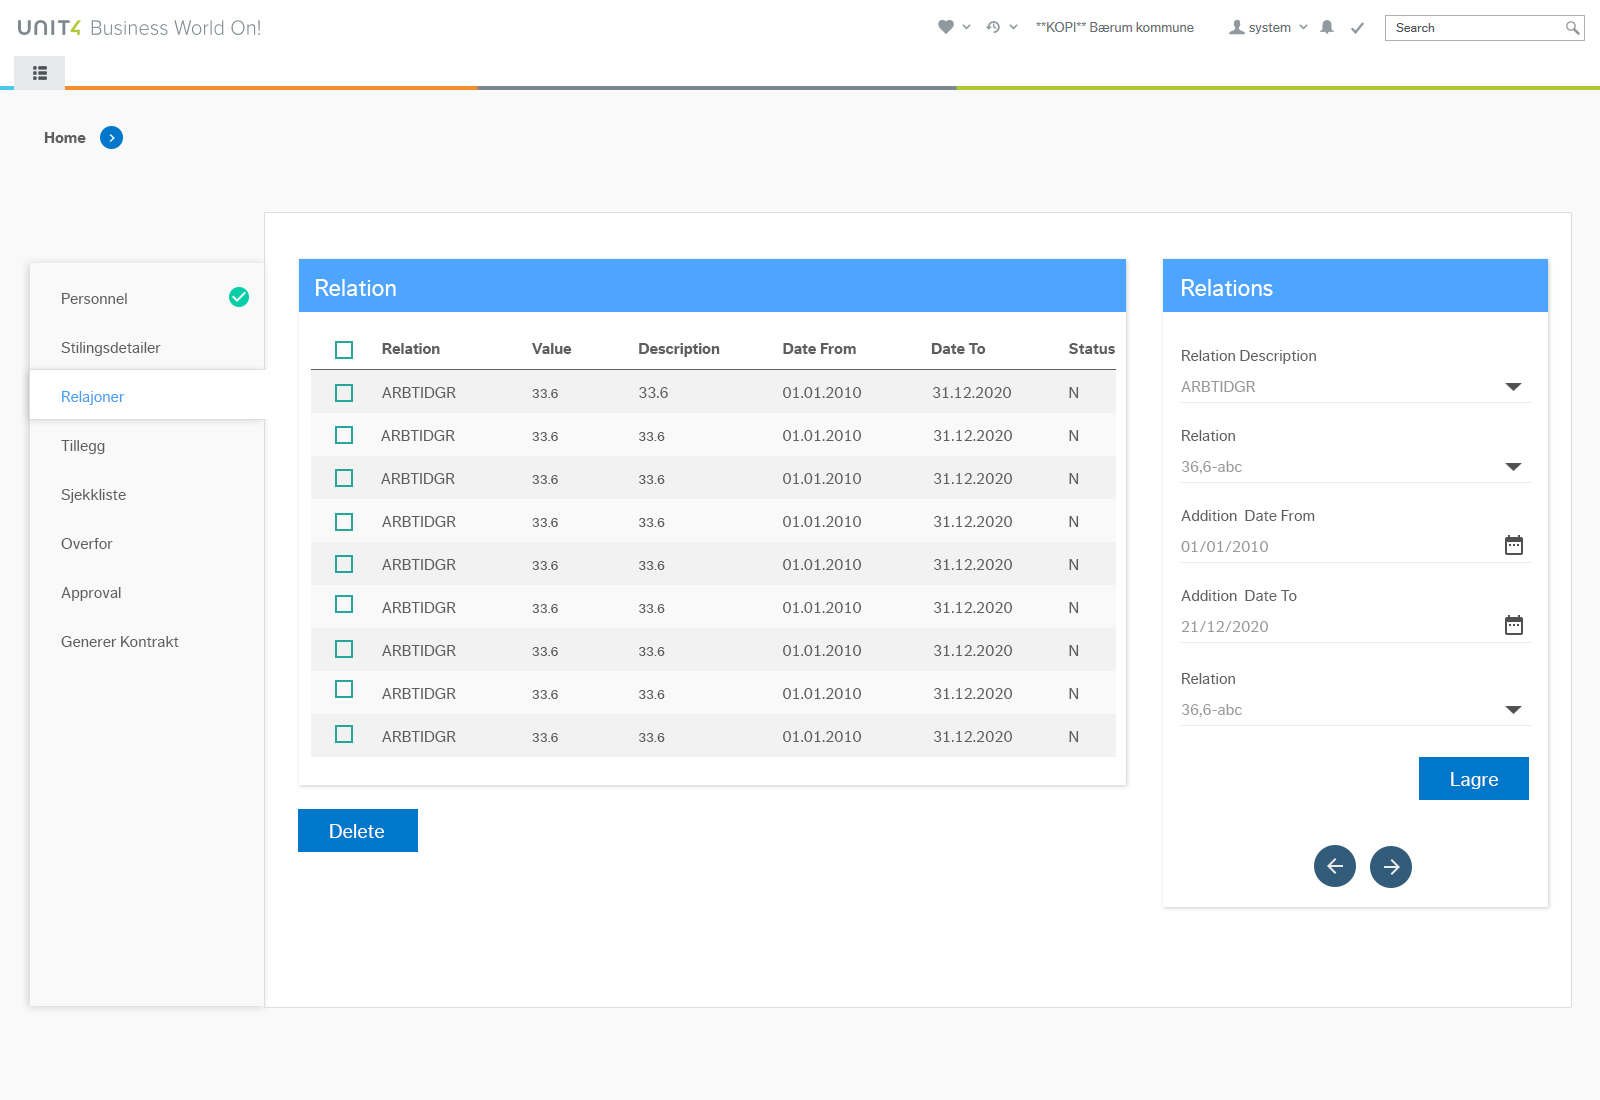 UNIT4 Business World On!
**KOPI** Bærum kommune
system
Search
Home
Personnel
Stilingsdetailer
Relajoner
Tillegg
Sjekkliste
Overfor
Approval
Generer Kontrakt
Relation
Relation Value Description Date From Date To Status
ARBTIDGR 33.6 33.6 01.01.2010 31.12.2020 N
ARBTIDGR 33.6 33.6 01.01.2010 31.12.2020 N
ARBTIDGR 33.6 33.6 01.01.2010 31.12.2020 N
ARBTIDGR 33.6 33.6 01.01.2010 31.12.2020 N
ARBTIDGR 33.6 33.6 01.01.2010 31.12.2020 N
ARBTIDGR 33.6 33.6 01.01.2010 31.12.2020 N
ARBTIDGR 33.6 33.6 01.01.2010 31.12.2020 N
ARBTIDGR 33.6 33.6 01.01.2010 31.12.2020 N
ARBTIDGR 33.6 33.6 01.01.2010 31.12.2020 N
Delete
Relations
Relation Description
ARBTIDGR
Relation
36,6-abc
Addition Date From
01/01/2010
Addition Date To
21/12/2020
Relation
36,6-abc
Lagre